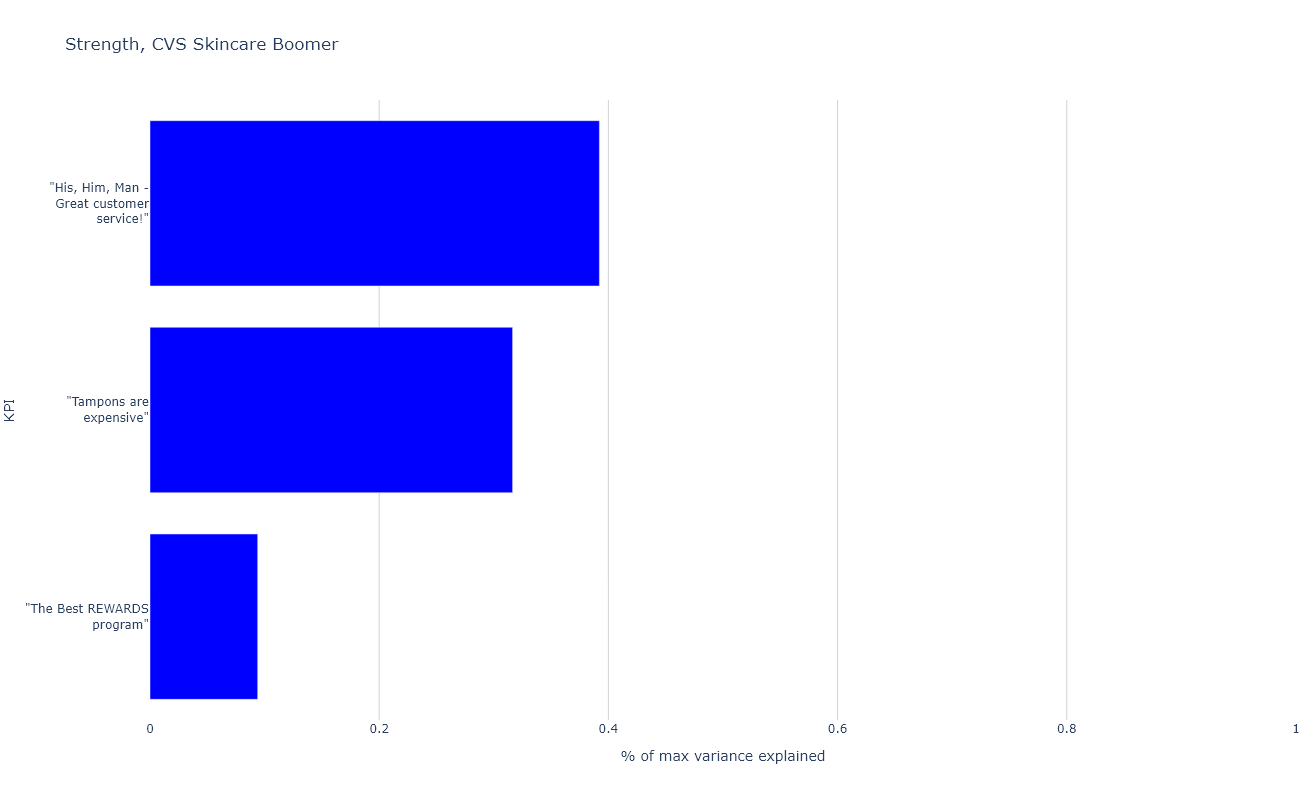 Strength, CVS Skincare Boomer
"His, Him, Man -
Great customer
service!"
"Tampons are
expensive"
"The Best REWARDS
program"
KPI
0
0.2
0.4
0.6
0.8
1
% of max variance explained